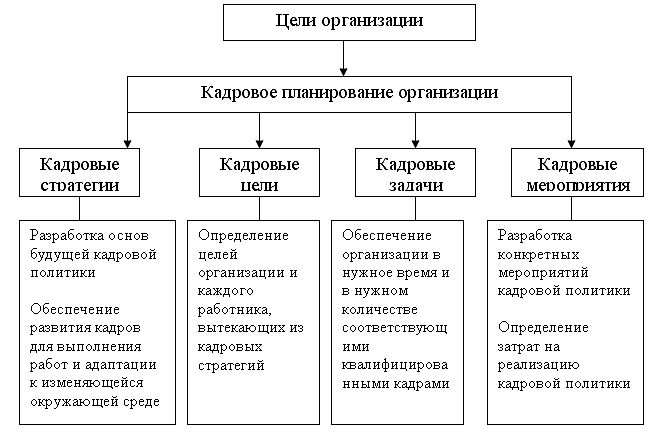 Цели организации
Кадровое планирование организации
Кадровые
стратегии
Кадровые
цели
Кадровые
задачи
Кадровые
мероприятия
Разработка основ
будущей кадровой
политики
Обеспечение
развития кадров
для выполнения
работ и адаптации
к изменяющейся
окружающей среде
Определение
целей
организации и
каждого
работника,
вытекающих из
кадровых
стратегий
Обеспечение
организации в
нужное время и
в нужном
количестве
соответствующ
ими
квалифицирова
нными кадрами
Разработка
конкретных
мероприятий
кадровой политики
Определение
затрат на
реализацию
кадровой политики